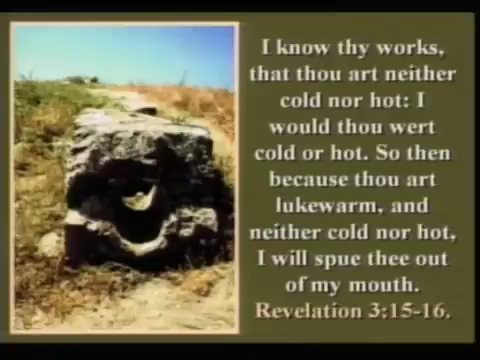 I know thy works,
that thou art neither
cold nor hot: I
would thou wert
cold or hot. So then
because thou art
lukewarm, and
neither cold nor hot,
I will spue thee out
of my mouth.
Revelation 3:15-16.